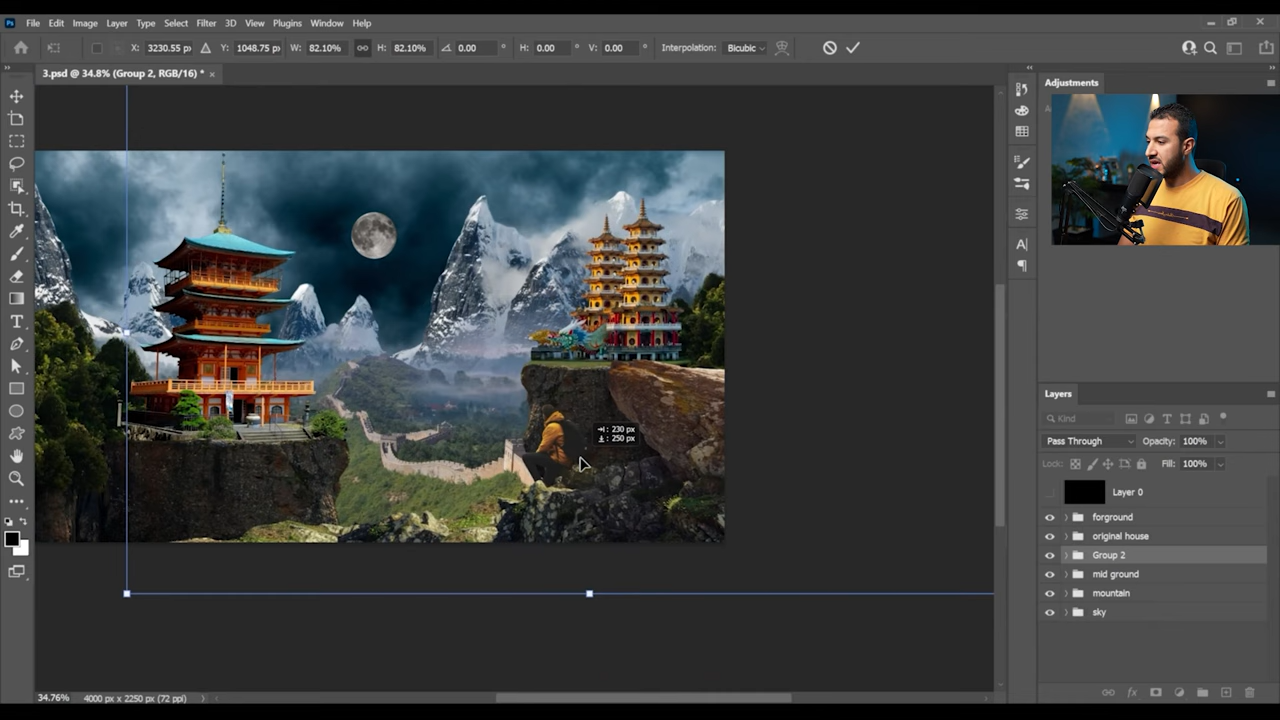 Ps File Edit Image Layer Type Select Filter 3D View Plugins Window Help
X: 3230.55 px Y: 1048.75 px W: 82.10% H: 82.10% 0.00 ° H: 0.00 ° V: 0.00 ° Interpolation: Bicubic
3.psd @ 34.8% (Group 2, RGB/16) * ×
Adjustments
230 px
250 px
Layers
Kind
Pass Through Opacity: 100%
Lock: Fill: 100%
Layer 0
forground
original house
Group 2
mid ground
mountain
sky
34.76% 4000 px x 2250 px (72 ppi)